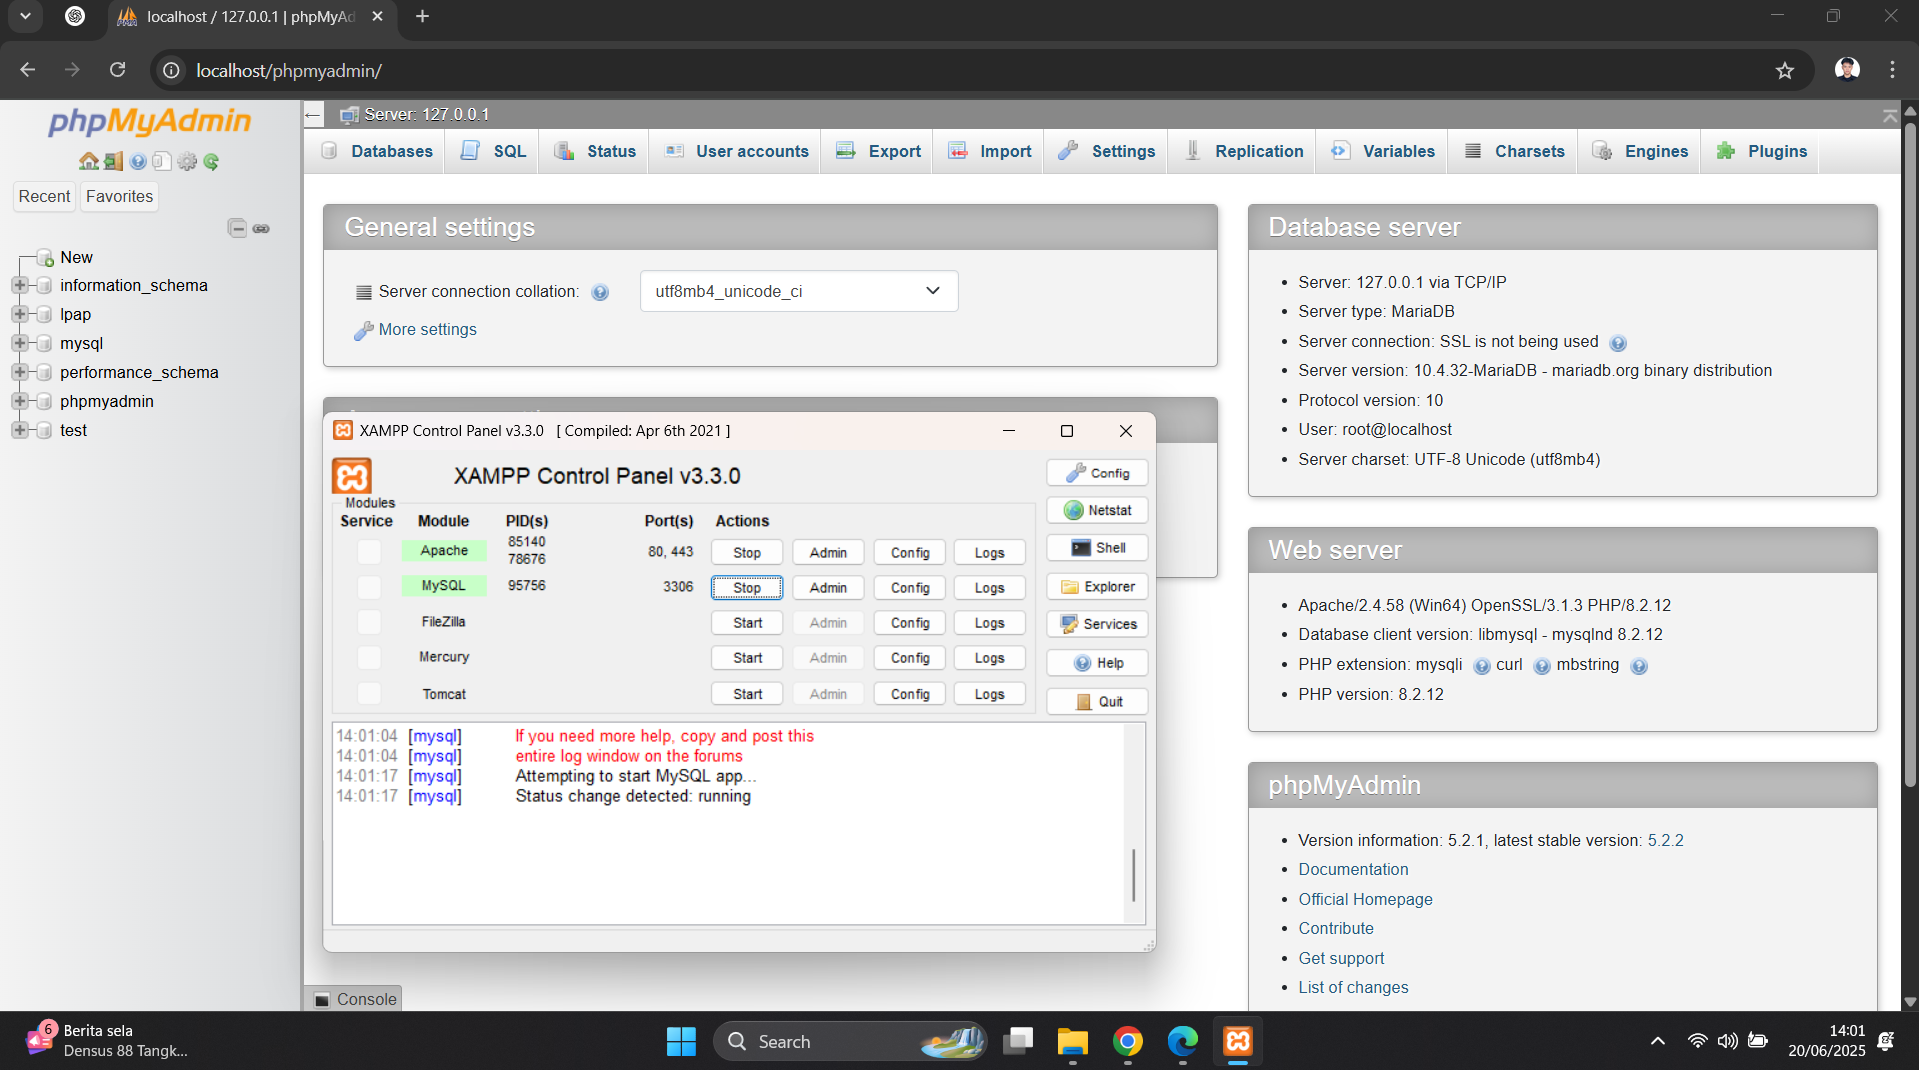 localhost / 127.0.0.1 | phpMyAd
localhost/phpmyadmin/
phpMyAdmin
Recent
Favorites
New
information_schema
lpap
mysql
performance_schema
phpmyadmin
test
Server: 127.0.0.1
Databases
SQL
Status
User accounts
Export
Import
Settings
Replication
Variables
Charsets
Engines
Plugins
General settings
Server connection collation:
utf8mb4_unicode_ci
More settings
XAMPP Control Panel v3.3.0 [ Compiled: Apr 6th 2021 ]
XAMPP Control Panel v3.3.0
Modules
Service Module PID(s) Port(s) Actions
Apache 85140 78676 80, 443 Stop Admin Config Logs
MySQL 95756 3306 Stop Admin Config Logs
FileZilla Start Admin Config Logs
Mercury Start Admin Config Logs
Tomcat Start Admin Config Logs
Config
Netstat
Shell
Explorer
Services
Help
Quit
14:01:04 [mysql] If you need more help, copy and post this
14:01:04 [mysql] entire log window on the forums
14:01:17 [mysql] Attempting to start MySQL app...
14:01:17 [mysql] Status change detected: running
Console
Database server
Server: 127.0.0.1 via TCP/IP
Server type: MariaDB
Server connection: SSL is not being used
Server version: 10.4.32-MariaDB - mariadb.org binary distribution
Protocol version: 10
User: root@localhost
Server charset: UTF-8 Unicode (utf8mb4)
Web server
Apache/2.4.58 (Win64) OpenSSL/3.1.3 PHP/8.2.12
Database client version: libmysql - mysqlnd 8.2.12
PHP extension: mysqli curl mbstring
PHP version: 8.2.12
phpMyAdmin
Version information: 5.2.1, latest stable version: 5.2.2
Documentation
Official Homepage
Contribute
Get support
List of changes
6
Berita sela
Densus 88 Tangk...
Search
14:01
20/06/2025